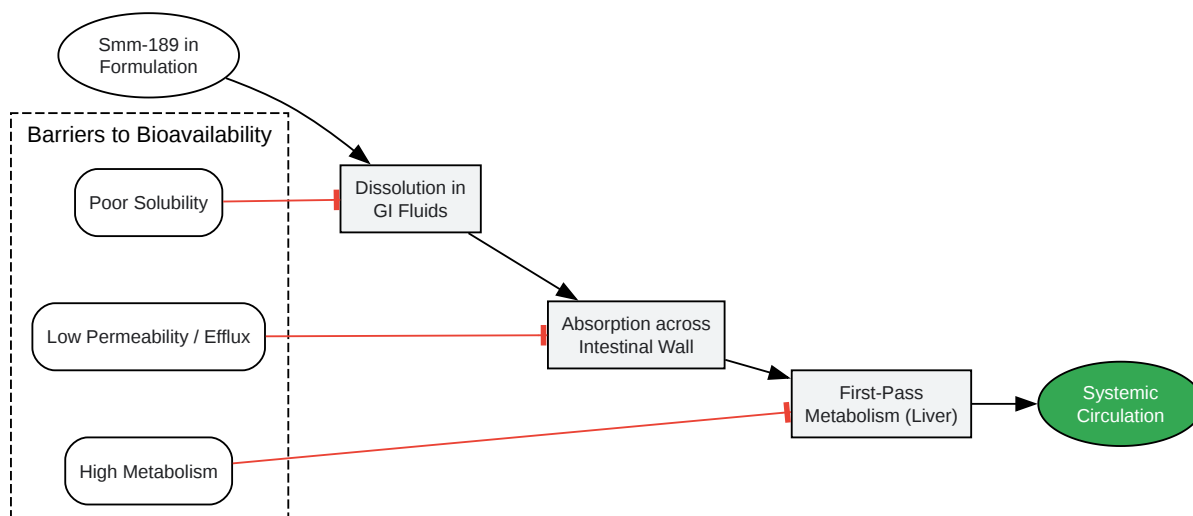 Smm-189 in
Formulation
Barriers to Bioavailability
Poor Solubility
Dissolution in
GI Fluids
Low Permeability / Efflux
Absorption across
Intestinal Wall
First-Pass
Metabolism (Liver)
Systemic
Circulation
High Metabolism